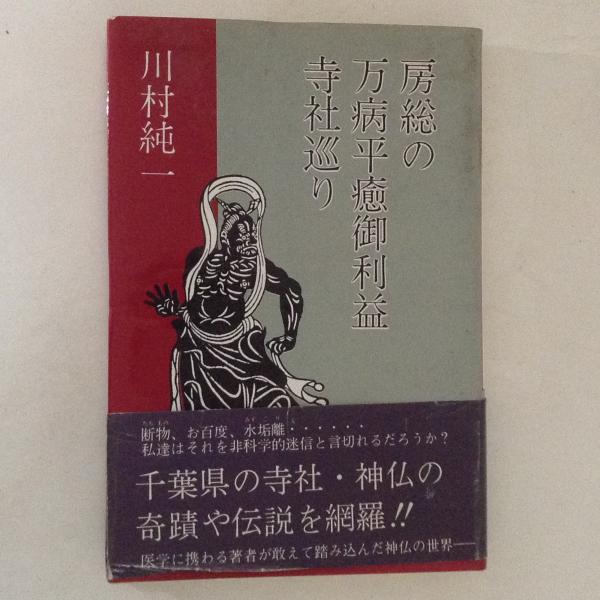 房総の
万病平癒御利益
寺社巡り
川村純一
断物、お百度、水垢離・・・・・・
私達はそれを非科学的迷信と言切れるだろうか？
千葉県の寺社・神仏の
奇蹟や伝説を網羅!!
医学に携わる著者が敢えて踏み込んだ神仏の世界──